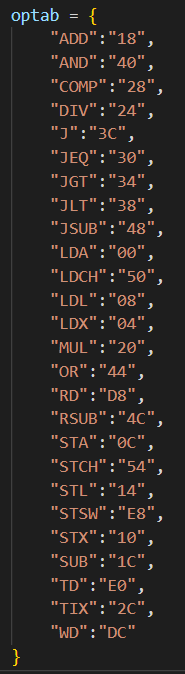 optab = {
    "ADD":"18",
    "AND":"40",
    "COMP":"28",
    "DIV":"24",
    "J":"3C",
    "JEQ":"30",
    "JGT":"34",
    "JLT":"38",
    "JSUB":"48",
    "LDA":"00",
    "LDCH":"50",
    "LDL":"08",
    "LDX":"04",
    "MUL":"20",
    "OR":"44",
    "RD":"D8",
    "RSUB":"4C",
    "STA":"0C",
    "STCH":"54",
    "STL":"14",
    "STSW":"E8",
    "STX":"10",
    "SUB":"1C",
    "TD":"E0",
    "TIX":"2C",
    "WD":"DC"
}